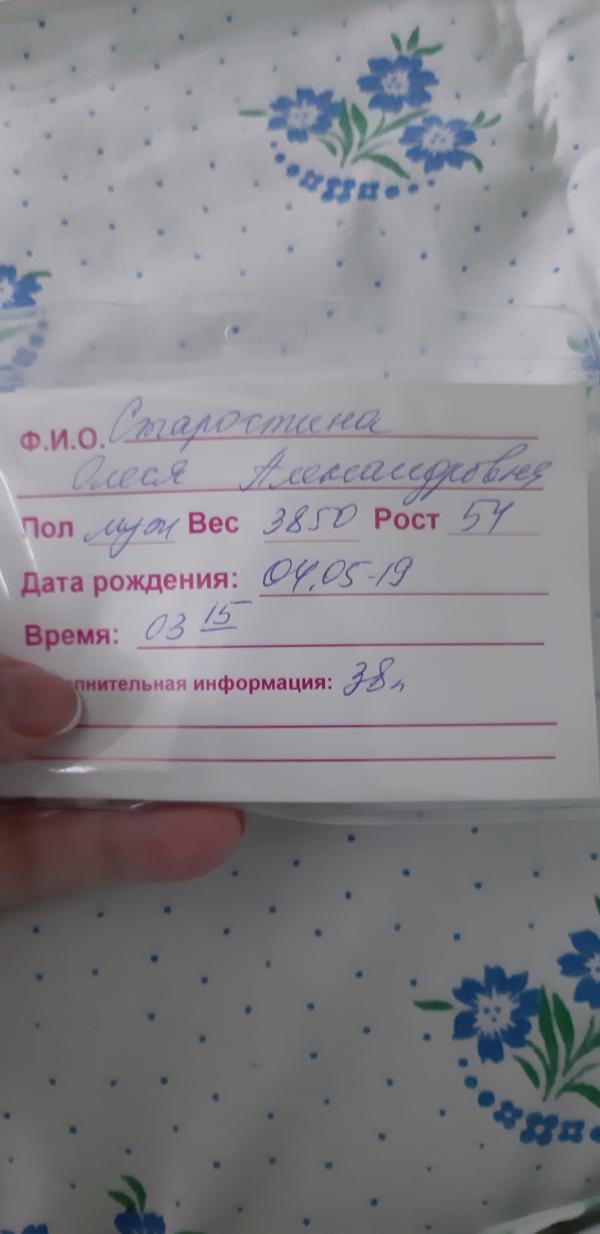 Ф.И.О. Старостина
Олеся Александровна
Пол муж Вес 3850 Рост 54
Дата рождения: 04.05-19
Время: 03 15
лнительная информация: 38н